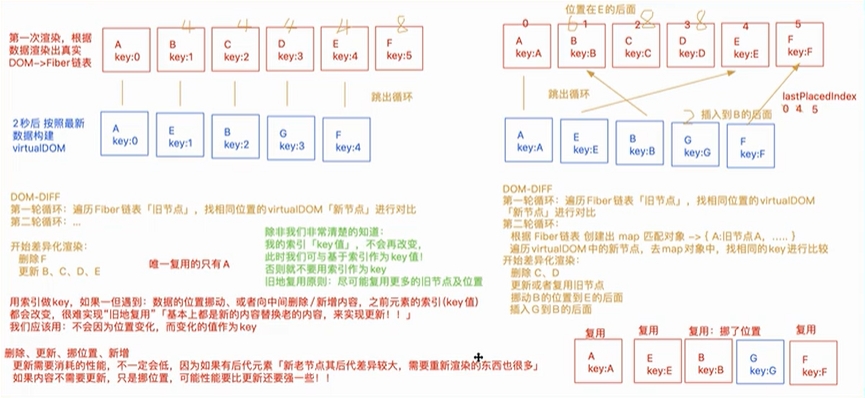 第一次渲染，根据
数据渲染出真实
DOM->Fiber链表
4 4 4 4 8
A B C D E F
key:0 key:1 key:2 key:3 key:4 key:5
跳出循环
2秒后 按照最新
数据构建
virtualDOM
A E B G F
key:0 key:1 key:2 key:3 key:4
DOM-DIFF
第一轮循环：遍历Fiber链表「旧节点」，找相同位置的virtualDOM「新节点」进行对比
第二轮循环：...
开始差异化渲染：
删除F
更新 B、C、D、E
唯一复用的只有A
除非我们非常清楚的知道：
我的索引「key值」，不会再改变，
此时我们可与基于索引作为key值！
否则就不要用索引作为key
旧地复用原则：尽可能复用更多的旧节点及位置
用索引做key，如果一但遇到：数据的位置挪动、或者向中间删除/新增内容，之前元素的索引(key值)
都会改变，很难实现“旧地复用”「基本上都是新的内容替换老的内容，来实现更新！！」
我们应该用：不会因为位置变化，而变化的值作为key
删除、更新、挪位置、新增
更新需要消耗的性能，不一定会低，因为如果有后代元素「新老节点其后代差异较大，需要重新渲染的东西也很多」
如果内容不需要更新，只是挪位置，可能性能要比更新还要强一些！！
位置在E的后面
0 6 1 2 8 3 8 4 5
A B C D E F
key:A key:B key:C key:D key:E key:F
跳出循环
lastPlacedIndex
0 4 5
2 插入到B的后面
A E B G F
key:A key:E key:B key:G key:F
DOM-DIFF
第一轮循环：遍历Fiber链表「旧节点」，找相同位置的virtualDOM
「新节点」进行对比
第二轮循环：
根据 Fiber链表 创建出 map 匹配对象 -> { A:旧节点A，..... }
遍历virtualDOM中的新节点，去map对象中，找相同的key进行比较
开始差异化渲染：
删除 C、D
更新或者复用旧节点
挪动B的位置到E的后面
插入G到B的后面
复用 复用 复用：挪了位置 复用
A E B G F
key:A key:E key:B key:G key:F